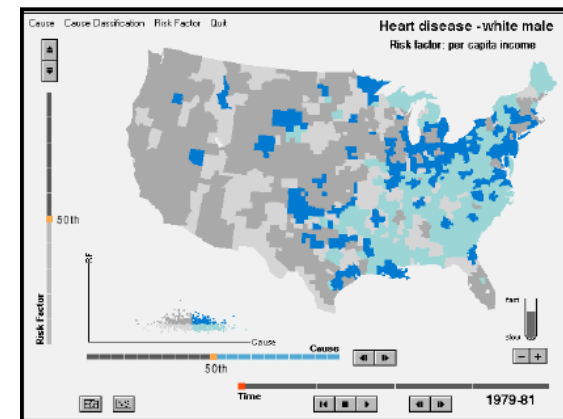 Cause Cause Classification Risk Factor Quit
Heart disease - white male
Risk factor: per capita income
50th
Risk Factor
RF
Cause
Cause
50th
fast
slow
Time
1979-81